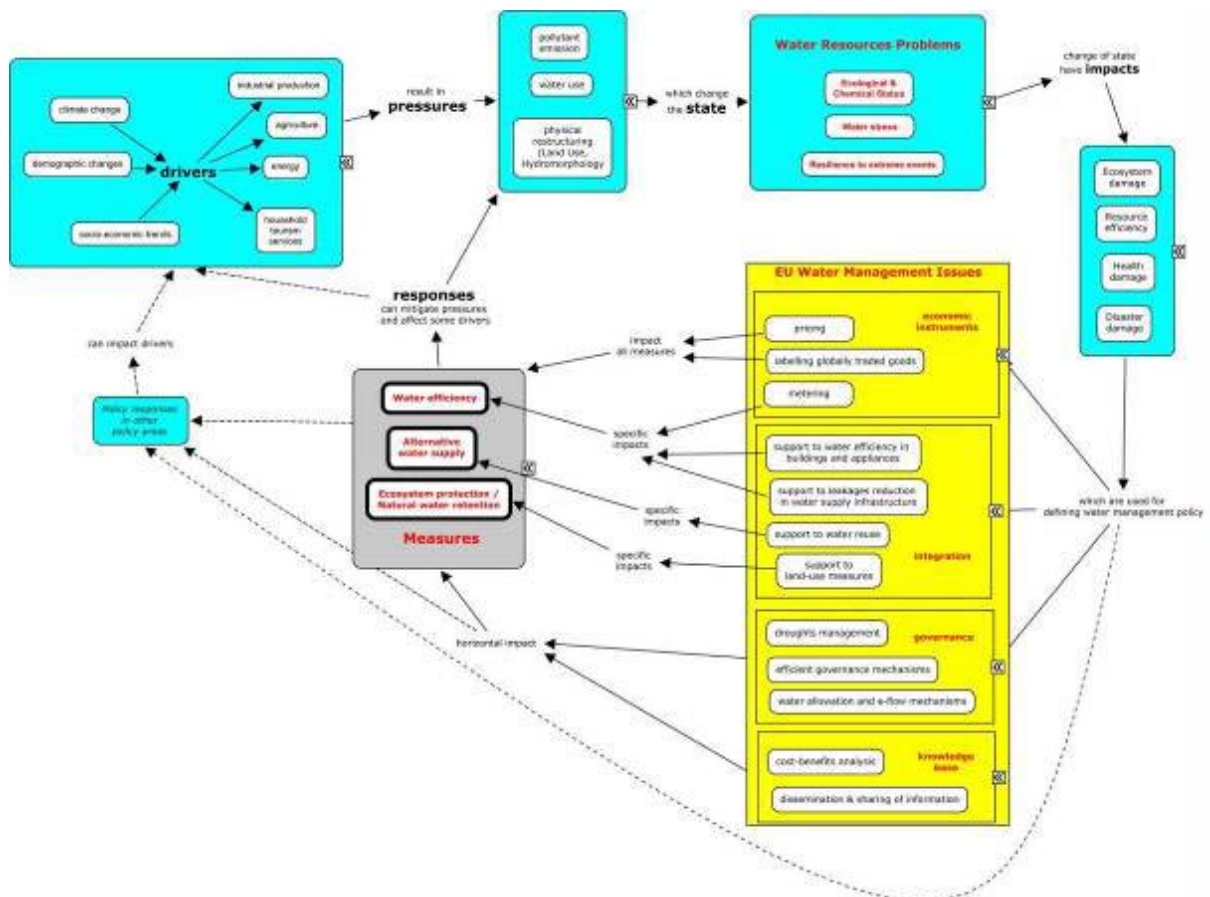 climate change
demographic changes
socio economic trends
drivers
industrial production
agriculture
energy
household
tourism
services
result in
pressures
pollutant
emission
water use
physical
restructuring
(Land Use,
Hydromorphology
which change
the state
Water Resources Problems
Ecological &
Chemical Status
Water stress
Resilience to extreme events
change of state
have impacts
Ecosystem
damage
Resource
efficiency
Health
damage
Disaster
damage
which are used for
defining water management policy
EU Water Management Issues
economic
instruments
pricing
labelling globally traded goods
metering
support to water efficiency in
buildings and appliances
support to leakages reduction
in water supply infrastructure
support to water reuse
support to
land-use measures
integration
droughts management
governance
efficient governance mechanisms
water allovation and e-flow mechanisms
cost-benefits analysis
knowledge
base
dissemination & sharing of information
impact
all measures
specific
impacts
specific
impacts
specific
impacts
horizontal impact
Water efficiency
Alternative
water supply
Ecosystem protection /
Natural water retention
Measures
responses
can mitigate pressures
and affect some drivers
can impact drivers
Policy responses
in other
policy areas